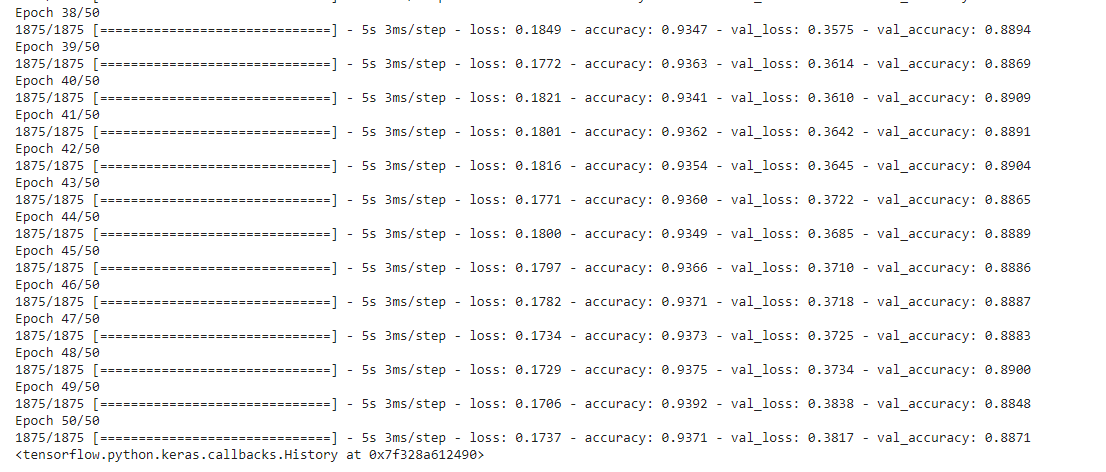 Epoch 38/50
1875/1875 [==============================] - 5s 3ms/step - loss: 0.1849 - accuracy: 0.9347 - val_loss: 0.3575 - val_accuracy: 0.8894
Epoch 39/50
1875/1875 [==============================] - 5s 3ms/step - loss: 0.1772 - accuracy: 0.9363 - val_loss: 0.3614 - val_accuracy: 0.8869
Epoch 40/50
1875/1875 [==============================] - 5s 3ms/step - loss: 0.1821 - accuracy: 0.9341 - val_loss: 0.3610 - val_accuracy: 0.8909
Epoch 41/50
1875/1875 [==============================] - 5s 3ms/step - loss: 0.1801 - accuracy: 0.9362 - val_loss: 0.3642 - val_accuracy: 0.8891
Epoch 42/50
1875/1875 [==============================] - 5s 3ms/step - loss: 0.1816 - accuracy: 0.9354 - val_loss: 0.3645 - val_accuracy: 0.8904
Epoch 43/50
1875/1875 [==============================] - 5s 3ms/step - loss: 0.1771 - accuracy: 0.9360 - val_loss: 0.3722 - val_accuracy: 0.8865
Epoch 44/50
1875/1875 [==============================] - 5s 3ms/step - loss: 0.1800 - accuracy: 0.9349 - val_loss: 0.3685 - val_accuracy: 0.8889
Epoch 45/50
1875/1875 [==============================] - 5s 3ms/step - loss: 0.1797 - accuracy: 0.9366 - val_loss: 0.3710 - val_accuracy: 0.8886
Epoch 46/50
1875/1875 [==============================] - 5s 3ms/step - loss: 0.1782 - accuracy: 0.9371 - val_loss: 0.3718 - val_accuracy: 0.8887
Epoch 47/50
1875/1875 [==============================] - 5s 3ms/step - loss: 0.1734 - accuracy: 0.9373 - val_loss: 0.3725 - val_accuracy: 0.8883
Epoch 48/50
1875/1875 [==============================] - 5s 3ms/step - loss: 0.1729 - accuracy: 0.9375 - val_loss: 0.3734 - val_accuracy: 0.8900
Epoch 49/50
1875/1875 [==============================] - 5s 3ms/step - loss: 0.1706 - accuracy: 0.9392 - val_loss: 0.3838 - val_accuracy: 0.8848
Epoch 50/50
1875/1875 [==============================] - 5s 3ms/step - loss: 0.1737 - accuracy: 0.9371 - val_loss: 0.3817 - val_accuracy: 0.8871
<tensorflow.python.keras.callbacks.History at 0x7f328a612490>